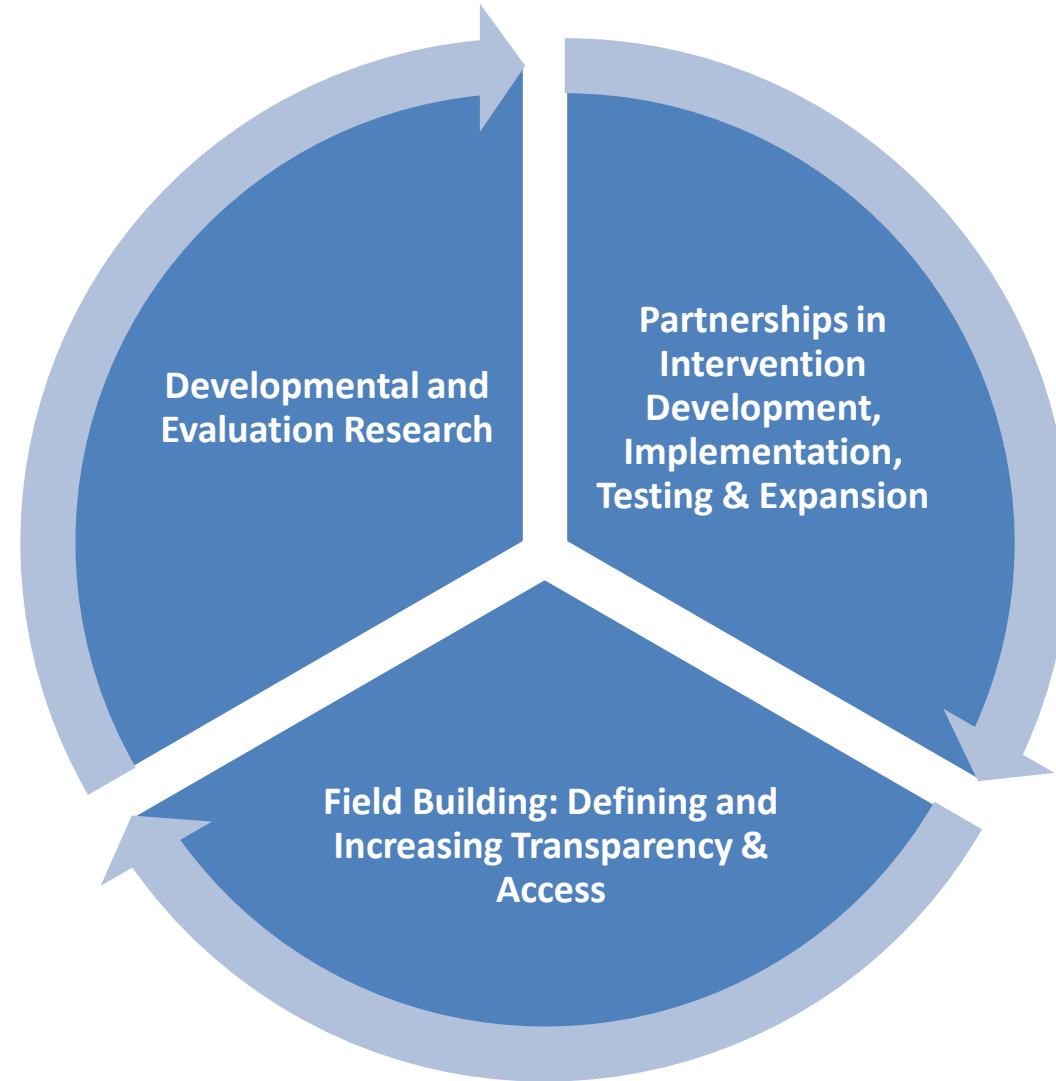 Developmental and
Evaluation Research
Partnerships in
Intervention
Development,
Implementation,
Testing & Expansion
Field Building: Defining and
Increasing Transparency &
Access